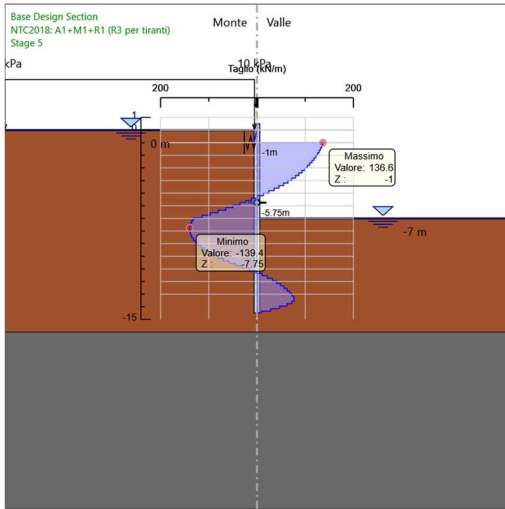 Base Design Section
NTC2018: A1+M1+R1 (R3 per tiranti)
Stage 5
Monte
Valle
kPa
10 kPa
Taglio (kN/m)
200
200
1
0 m
-1m
Massimo
Valore: 136.6
Z : -1
-5.75m
-7 m
Minimo
Valore: -139.4
Z : -7.75
-15